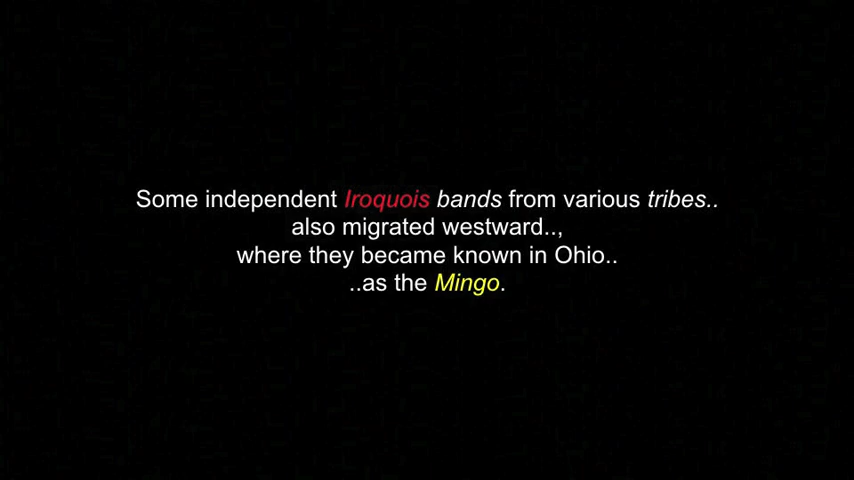 Some independent Iroquois bands from various tribes..
also migrated westward..,
where they became known in Ohio..
..as the Mingo.